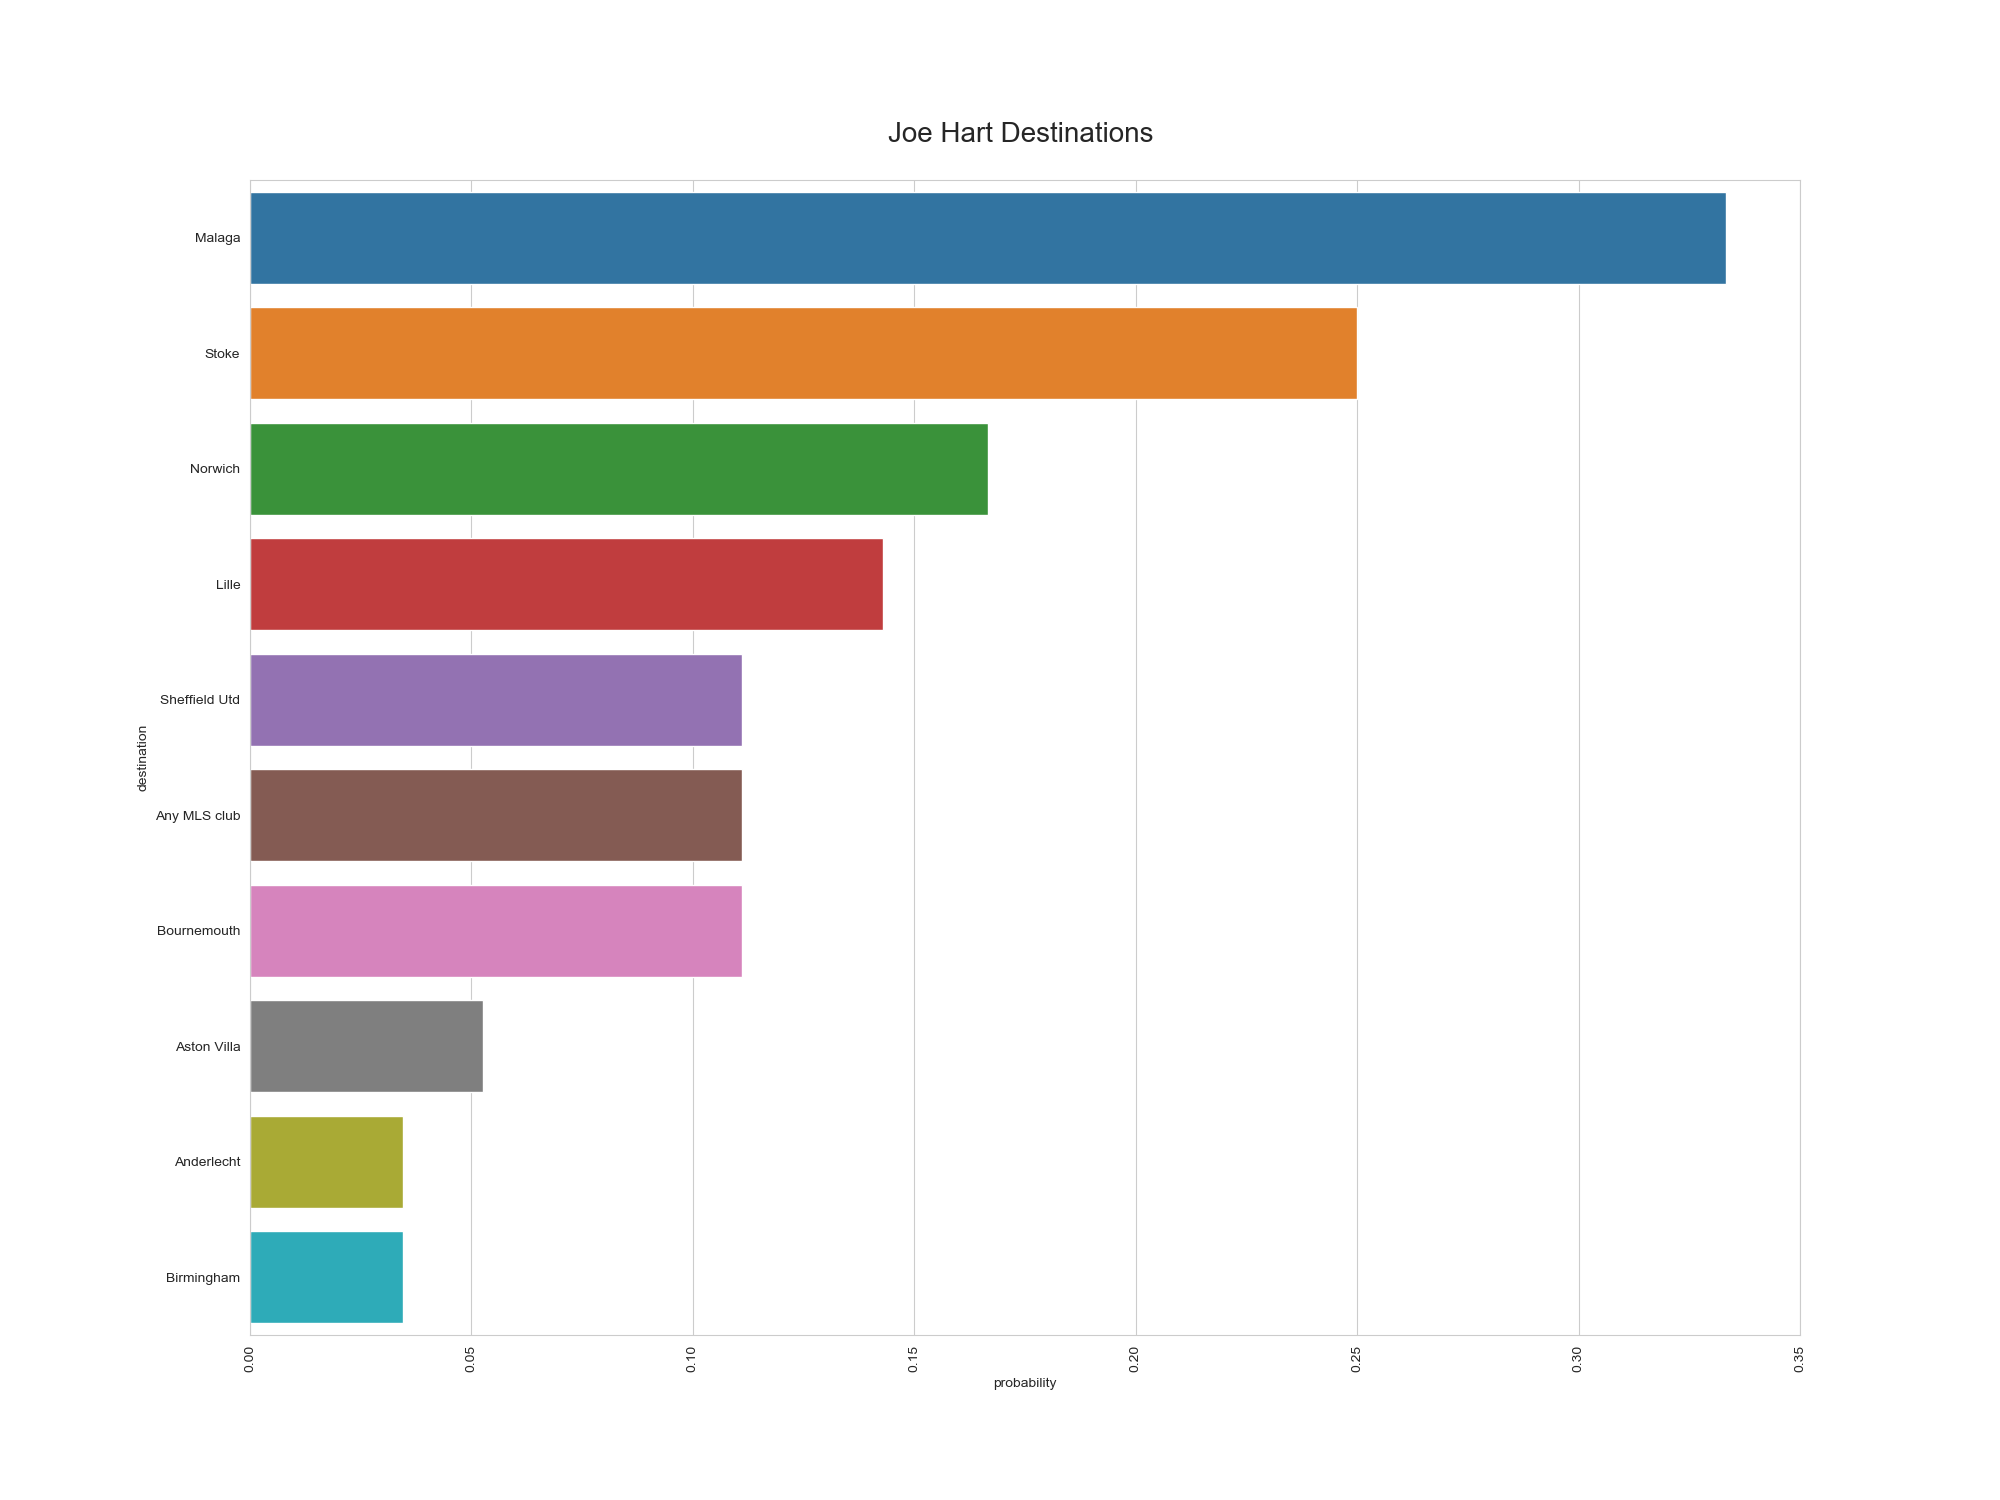 Joe Hart Destinations
Malaga
Stoke
Norwich
Lille
Sheffield Utd
destination
Any MLS club
Bournemouth
Aston Villa
Anderlecht
Birmingham
0.00 0.05 0.10 0.15 0.20 0.25 0.30 0.35
probability